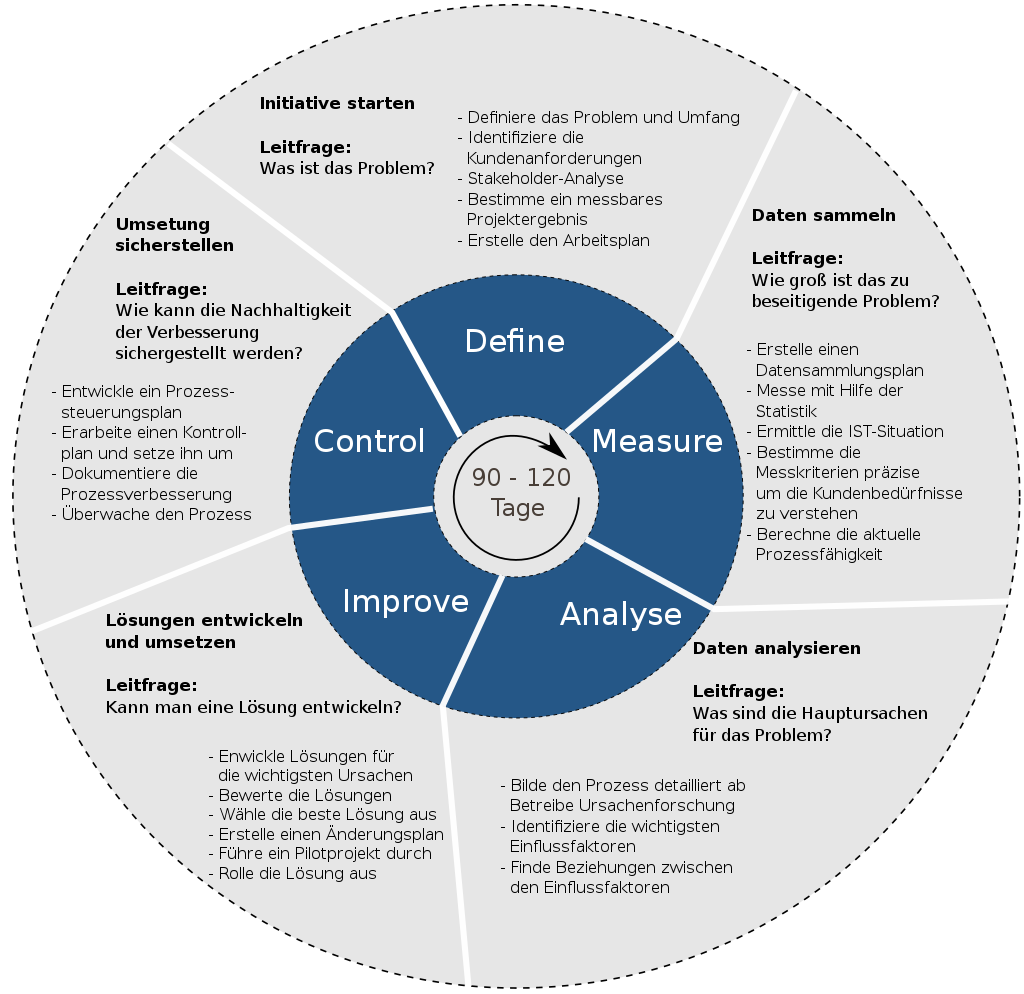 Initiative starten
Leitfrage:
Was ist das Problem?
- Definiere das Problem und Umfang
- Identifiziere die
Kundenanforderungen
- Stakeholder-Analyse
- Bestimme ein messbares
Projektergebnis
- Erstelle den Arbeitsplan
Daten sammeln
Leitfrage:
Wie groß ist das zu
beseitigende Problem?
- Erstelle einen
Datensammlungsplan
- Messe mit Hilfe der
Statistik
- Ermittle die IST-Situation
- Bestimme die
Messkriterien präzise
um die Kundenbedürfnisse
zu verstehen
- Berechne die aktuelle
Prozessfähigkeit
Daten analysieren
Leitfrage:
Was sind die Hauptursachen
für das Problem?
- Bilde den Prozess detailliert ab
Betreibe Ursachenforschung
- Identifiziere die wichtigsten
Einflussfaktoren
- Finde Beziehungen zwischen
den Einflussfaktoren
Lösungen entwickeln
und umsetzen
Leitfrage:
Kann man eine Lösung entwickeln?
- Enwickle Lösungen für
die wichtigsten Ursachen
- Bewerte die Lösungen
- Wähle die beste Lösung aus
- Erstelle einen Änderungsplan
- Führe ein Pilotprojekt durch
- Rolle die Lösung aus
Umsetung
sicherstellen
Leitfrage:
Wie kann die Nachhaltigkeit
der Verbesserung
sichergestellt werden?
- Entwickle ein Prozess-
steuerungsplan
- Erarbeite einen Kontroll-
plan und setze ihn um
- Dokumentiere die
Prozessverbesserung
- Überwache den Prozess
Define
Measure
Analyse
Improve
Control
90 - 120
Tage